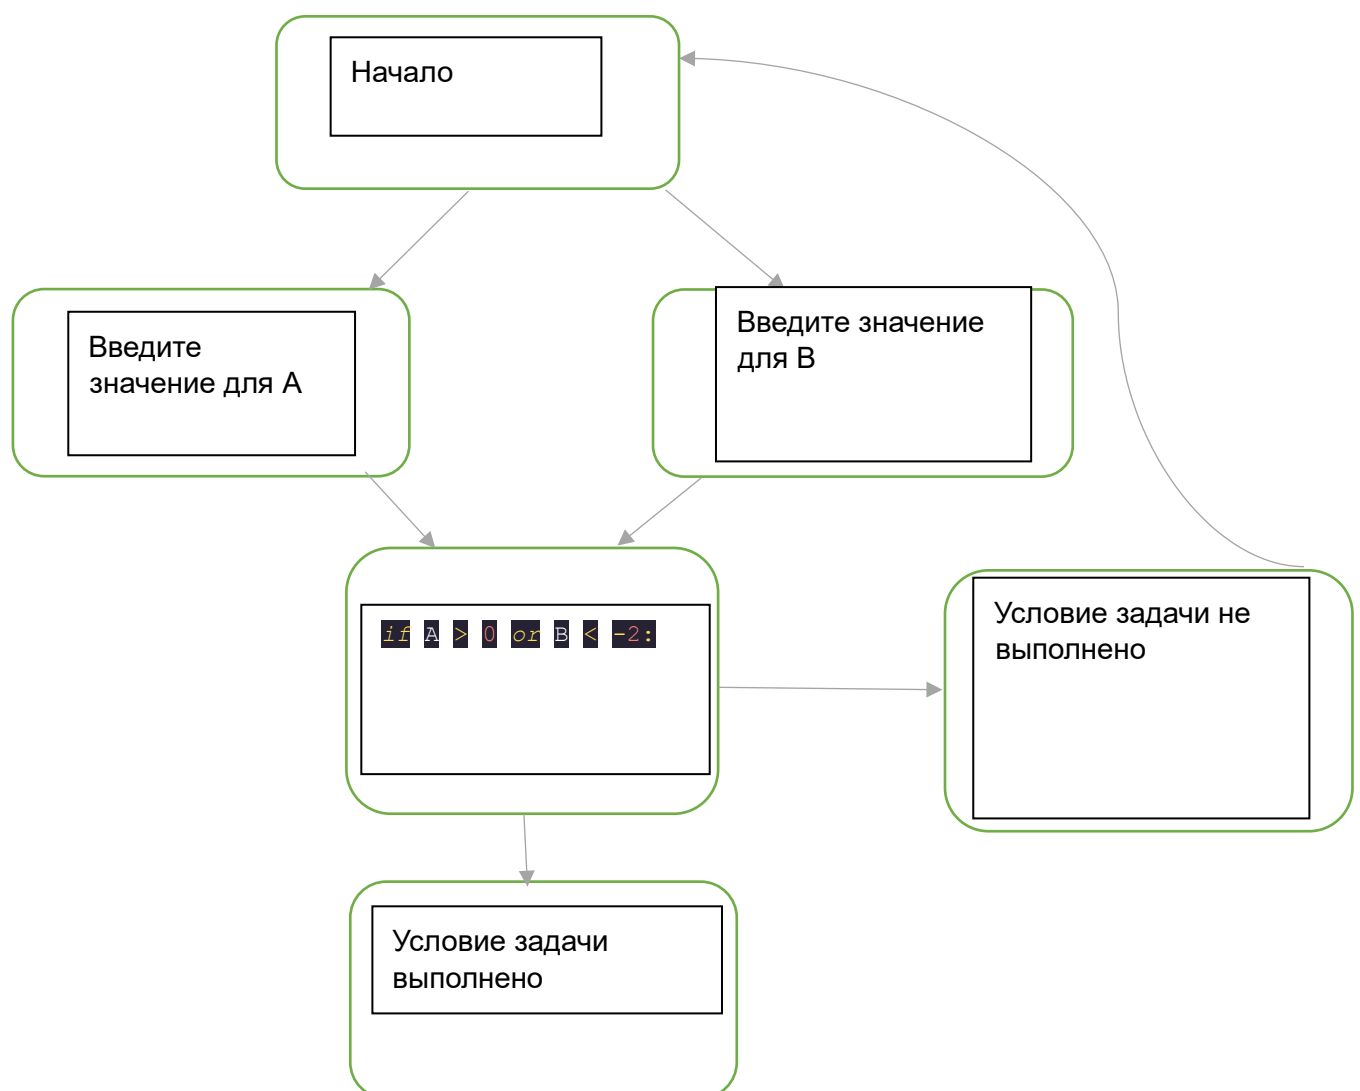 Начало
Введите
значение для А
Введите значение
для В
if A > 0 or B < -2:
Условие задачи не
выполнено
Условие задачи
выполнено